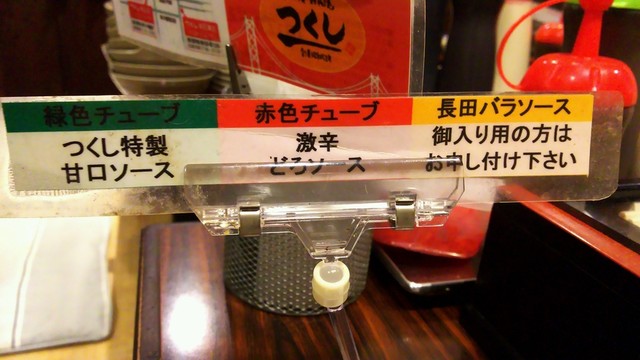 つくし
緑色チューブ
つくし特製
甘口ソース
赤色チューブ
激辛
どろソース
長田バラソース
御入り用の方は
お申し付け下さい